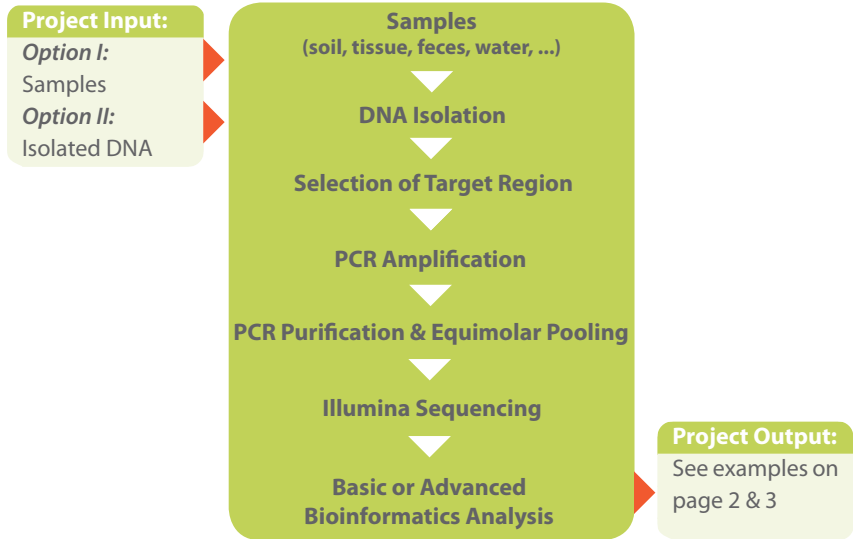 Project Input:
Option I:
Samples
Option II:
Isolated DNA
Samples
(soil, tissue, feces, water, ...)
DNA Isolation
Selection of Target Region
PCR Amplification
PCR Purification & Equimolar Pooling
Illumina Sequencing
Basic or Advanced
Bioinformatics Analysis
Project Output:
See examples on
page 2 & 3